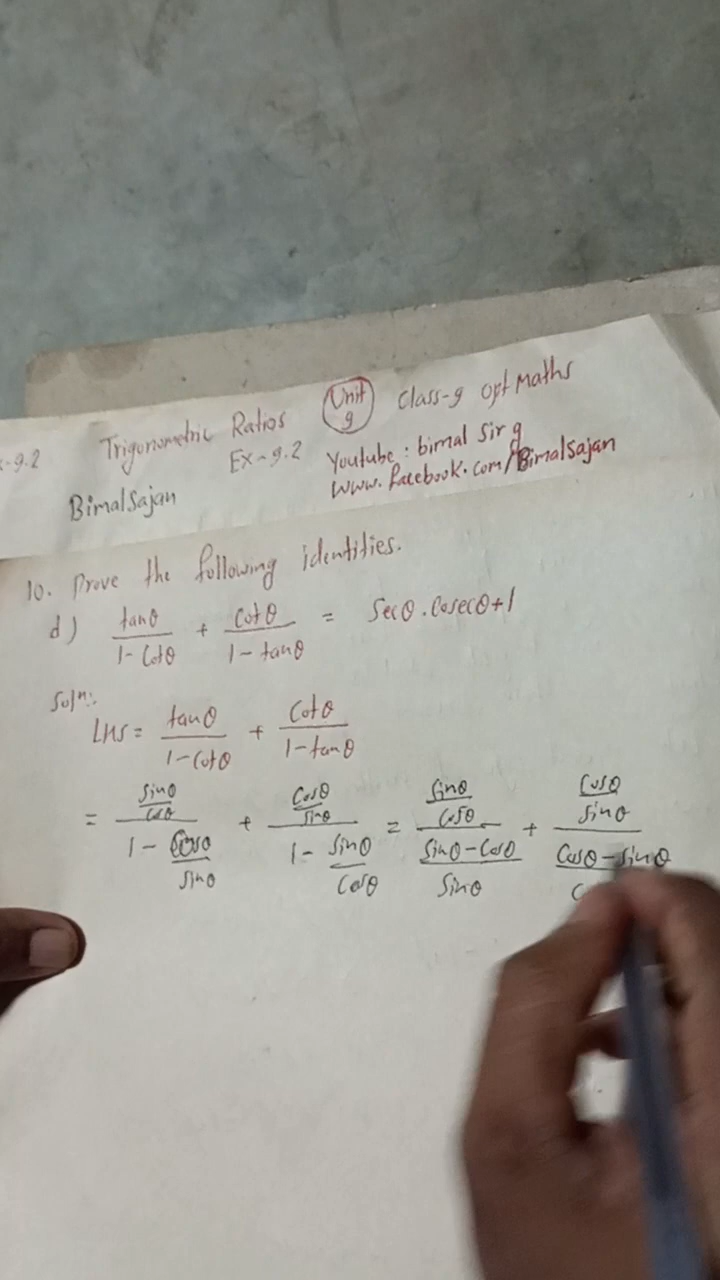 Trigonometric Ratios Unit 9 Class-9 opt Maths
-9.2 Ex-9.2 Youtube: bimal Sir g
BimalSajan www.facebook.com/BimalSajan
10. Prove the following identities.
d) tanθ/(1-Cotθ) + Cotθ/(1-tanθ) = Secθ.Cosecθ+1
Solⁿ:
LHS = tanθ/(1-Cotθ) + Cotθ/(1-tanθ)
= (Sinθ/Cosθ)/(1-Cosθ/Sinθ) + (Cosθ/Sinθ)/(1-Sinθ/Cosθ) = (Sinθ/Cosθ)/((Sinθ-Cosθ)/Sinθ) + (Cosθ/Sinθ)/((Cosθ-Sinθ)/C